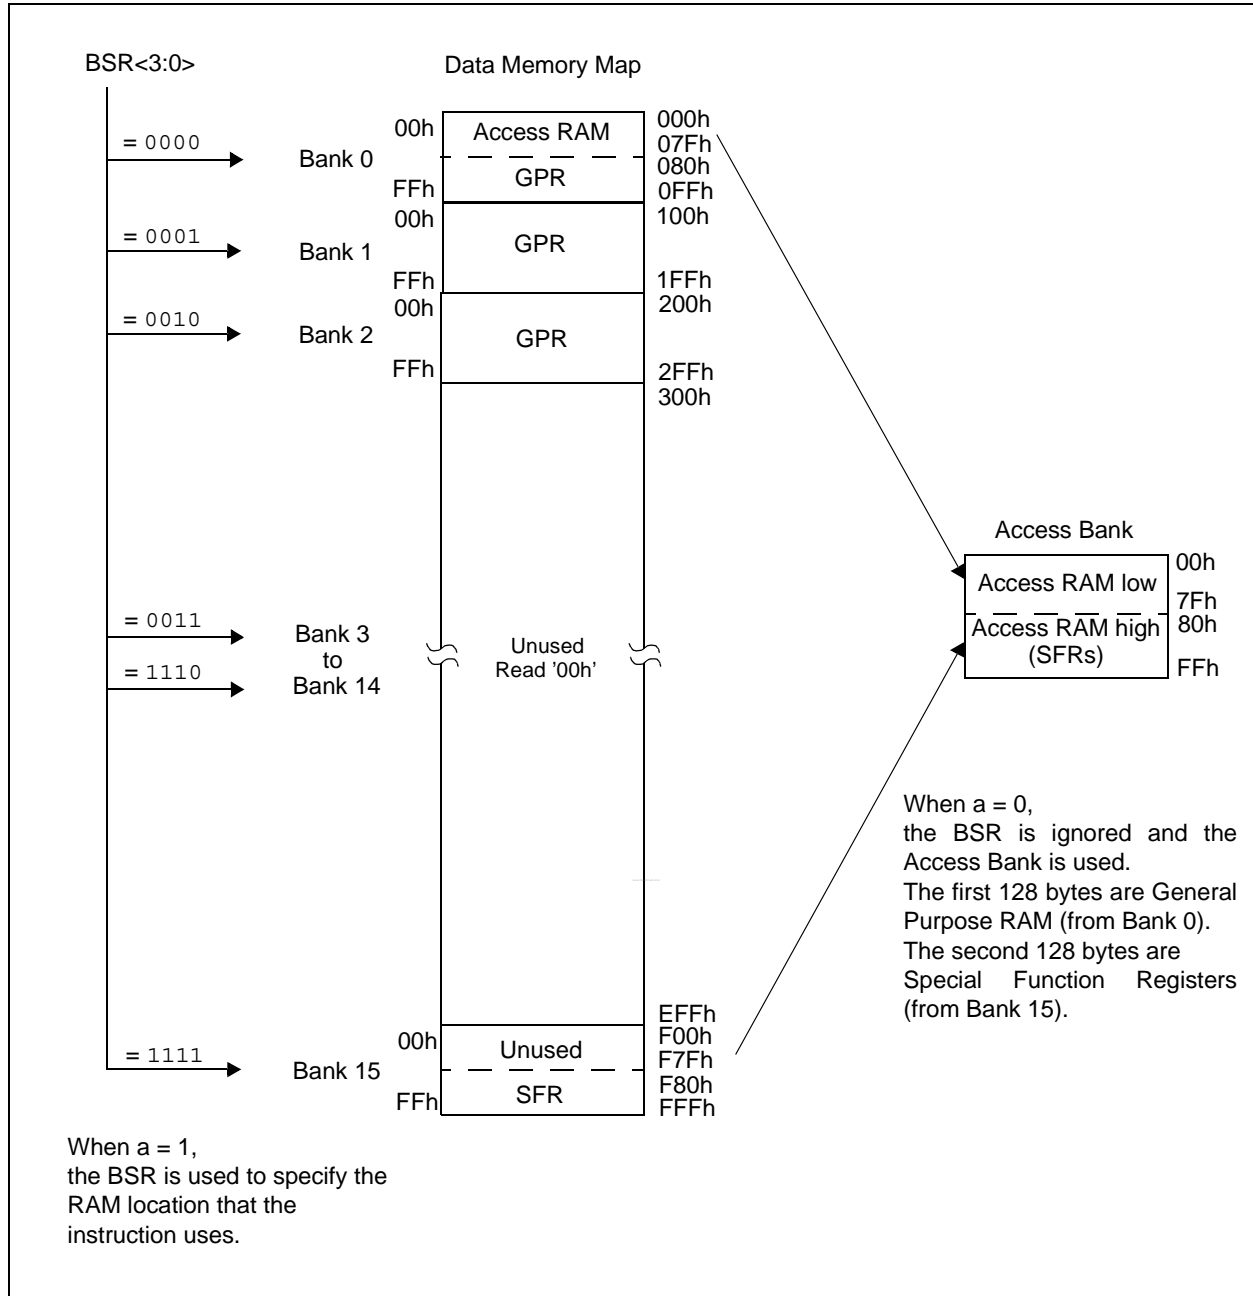 BSR<3:0>
Data Memory Map
= 0000
Bank 0
00h
Access RAM
000h
07Fh
080h
FFh
GPR
0FFh
= 0001
Bank 1
00h
GPR
100h
FFh
1FFh
= 0010
Bank 2
00h
GPR
200h
FFh
2FFh
300h
Access Bank
00h
Access RAM low
7Fh
Access RAM high
(SFRs)
80h
FFh
= 0011
= 1110
Bank 3
to
Bank 14
Unused
Read '00h'
When a = 0,
the BSR is ignored and the
Access Bank is used.
The first 128 bytes are General
Purpose RAM (from Bank 0).
The second 128 bytes are
Special Function Registers
(from Bank 15).
EFFh
= 1111
Bank 15
00h
Unused
F00h
F7Fh
FFh
SFR
F80h
FFFh
When a = 1,
the BSR is used to specify the
RAM location that the
instruction uses.